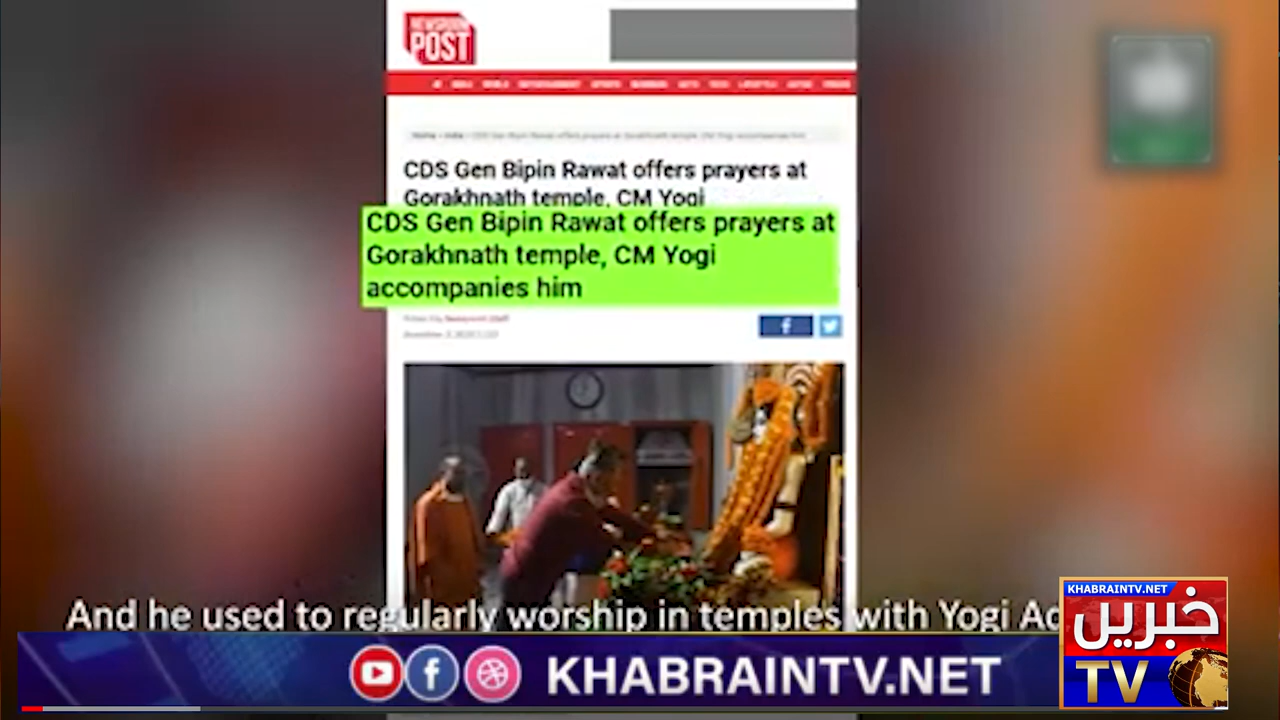 NEWSROOM
POST
CDS Gen Bipin Rawat offers prayers at
Gorakhnath temple, CM Yogi
CDS Gen Bipin Rawat offers prayers at
Gorakhnath temple, CM Yogi
accompanies him
And he used to regularly worship in temples with Yogi Ad
KHABRAINTV.NET
KHABRAINTV.NET
خبریں
TV